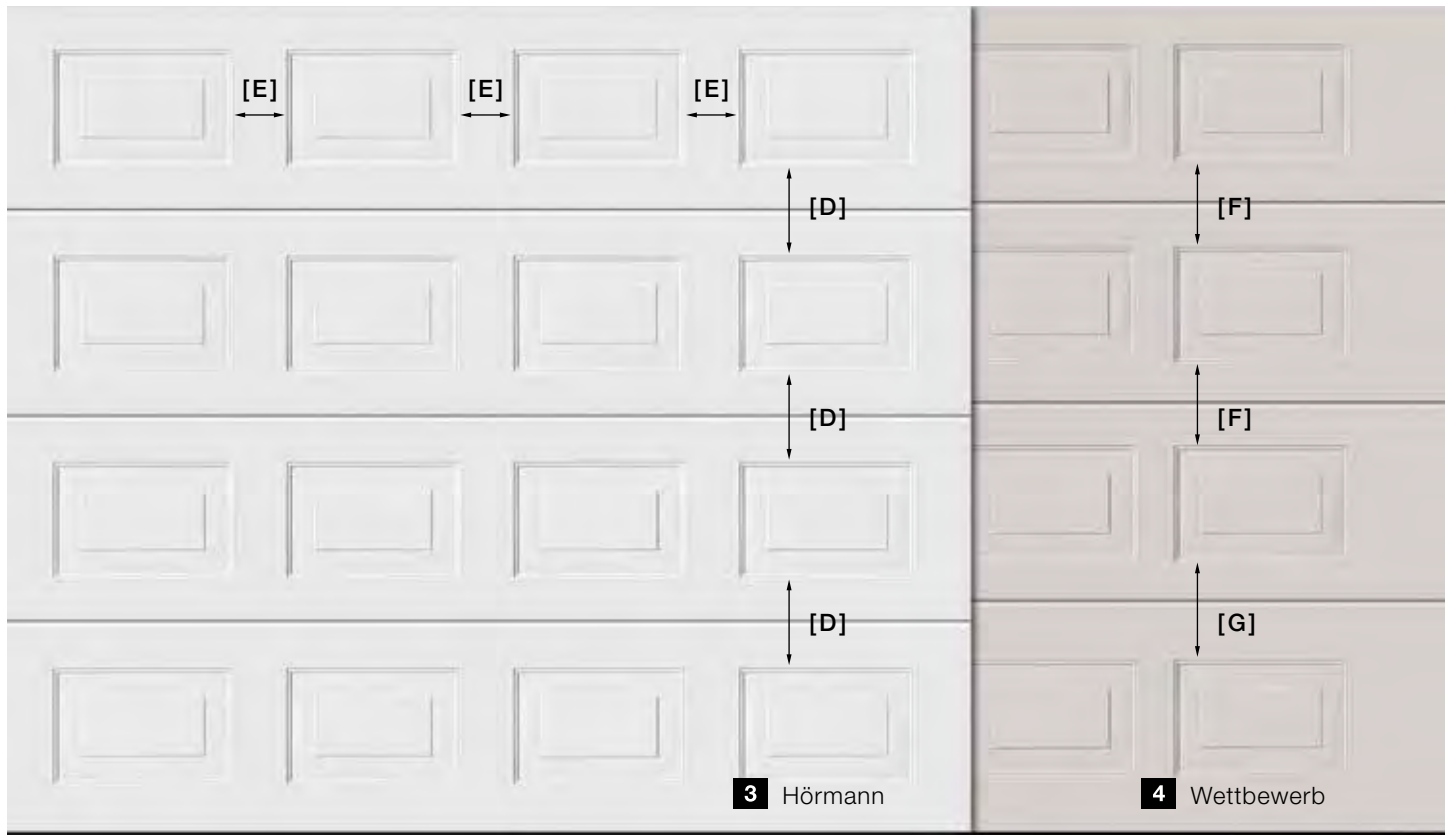 [E] [E] [E]
[D] [F]
[D] [F]
[D] [G]
3 Hörmann 4 Wettbewerb